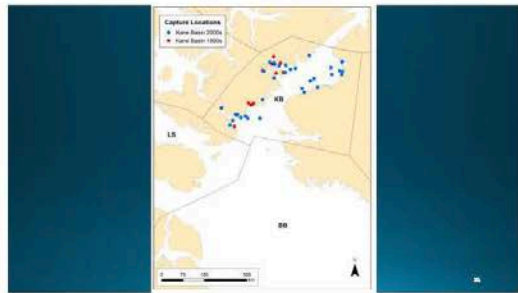 Capture Locations
Kane Basin 2000s
Kane Basin 1990s
KB
LS
BB
N
0